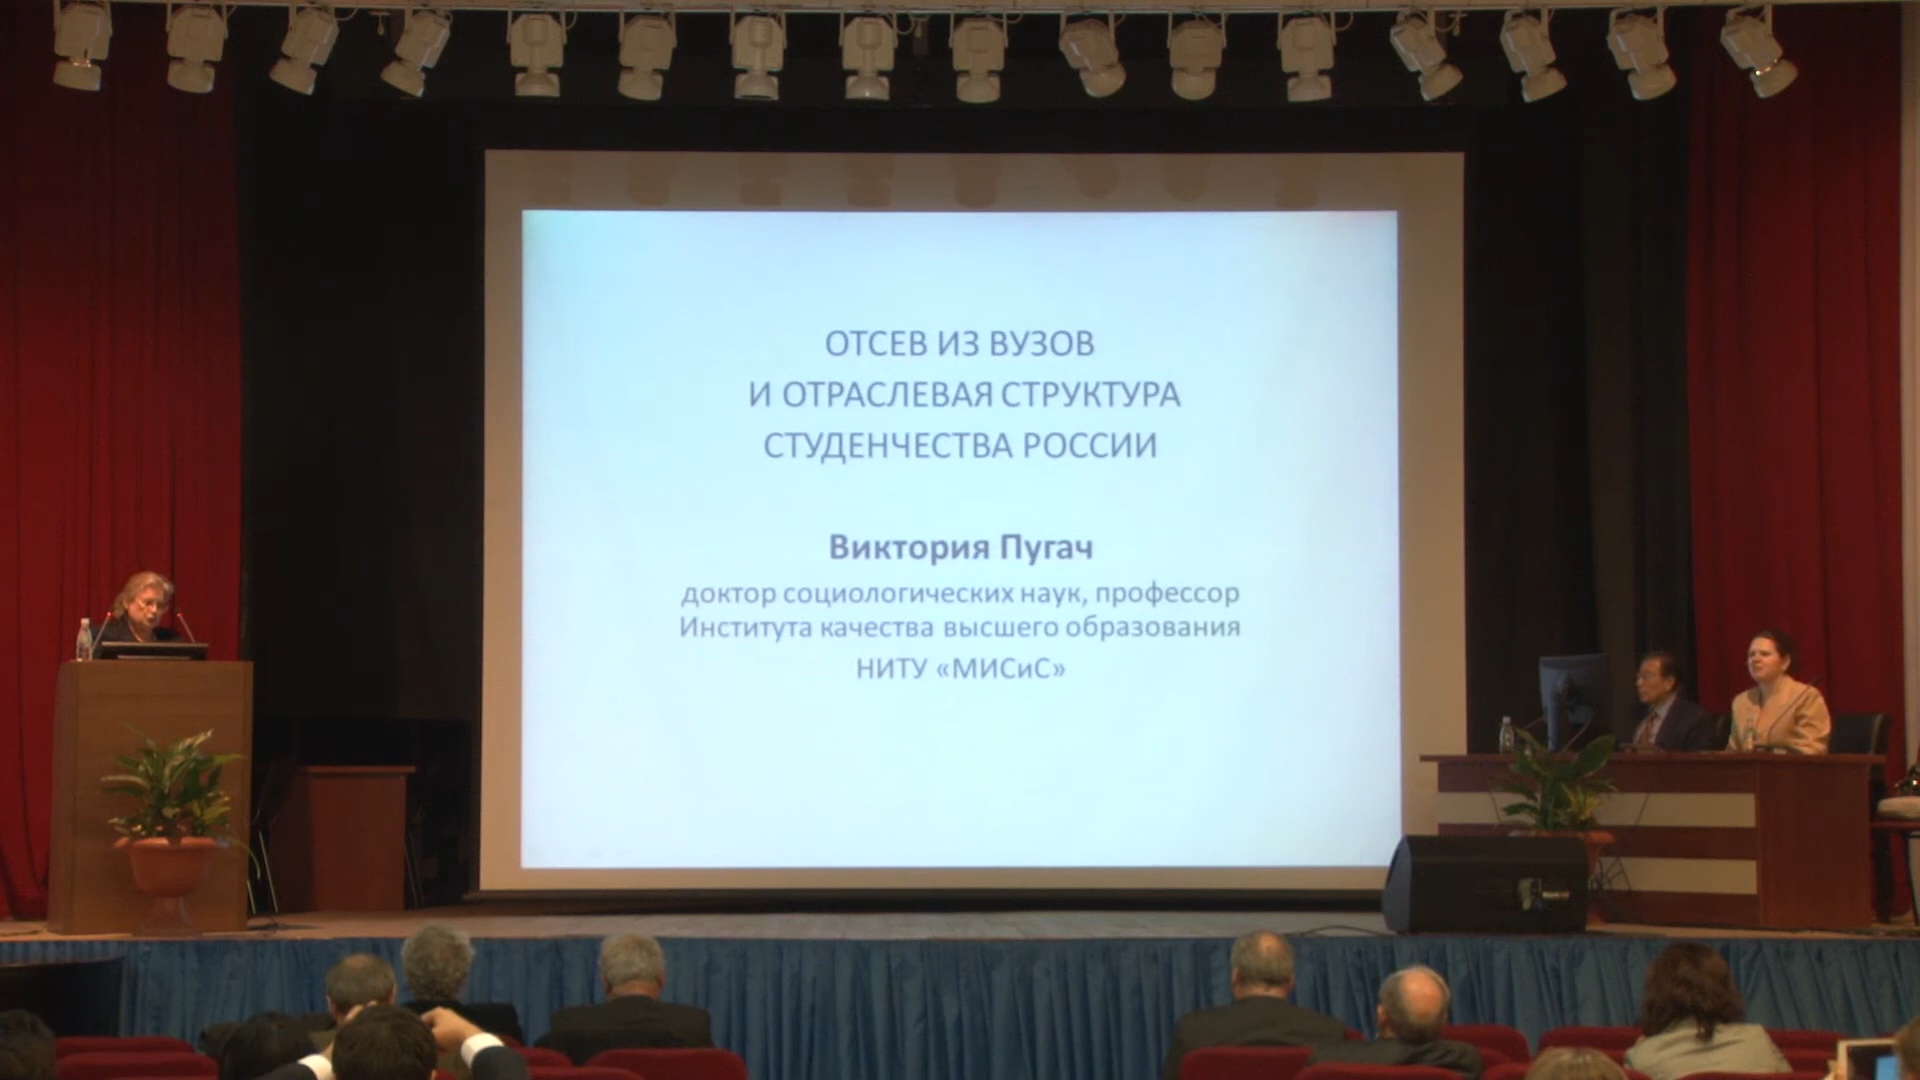 ОТСЕВ ИЗ ВУЗОВ
И ОТРАСЛЕВАЯ СТРУКТУРА
СТУДЕНЧЕСТВА РОССИИ
Виктория Пугач
доктор социологических наук, профессор
Института качества высшего образования
НИТУ «МИСиС»